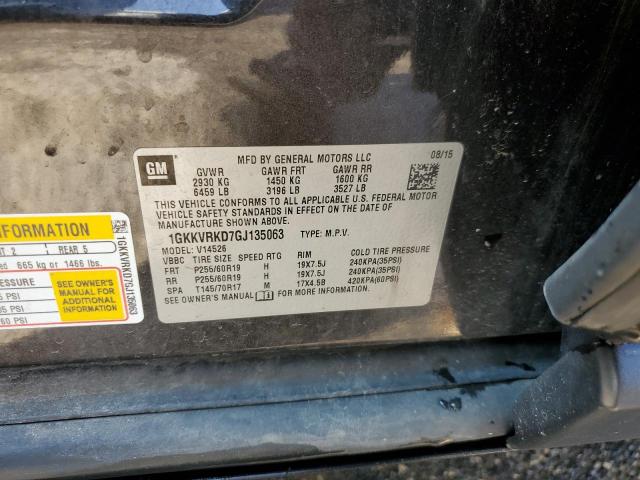 GM
MFD BY GENERAL MOTORS LLC 08/15
GVWR GAWR FRT GAWR RR
2930 KG 1450 KG 1600 KG
6459 LB 3196 LB 3527 LB
THIS VEHICLE CONFORMS TO ALL APPLICABLE U.S. FEDERAL MOTOR
VEHICLE SAFETY STANDARDS IN EFFECT ON THE DATE OF
MANUFACTURE SHOWN ABOVE.
1GKKVRKD7GJ135063 TYPE: M.P.V.
MODEL: V14526
VBBC TIRE SIZE SPEED RTG RIM COLD TIRE PRESSURE
FRT P255/60R19 H 19X7.5J 240KPA(35PSI)
RR P255/60R19 H 19X7.5J 240KPA(35PSI)
SPA T145/70R17 M 17X4.5B 420KPA(60PSI)
SEE OWNER'S MANUAL FOR MORE INFORMATION.
INFORMATION
2 REAR 5
665 kg or 1466 lbs.
SEE OWNER'S
MANUAL FOR
ADDITIONAL
INFORMATION
PSI
PSI
60 PSI
1GKKVRKD7GJ135063